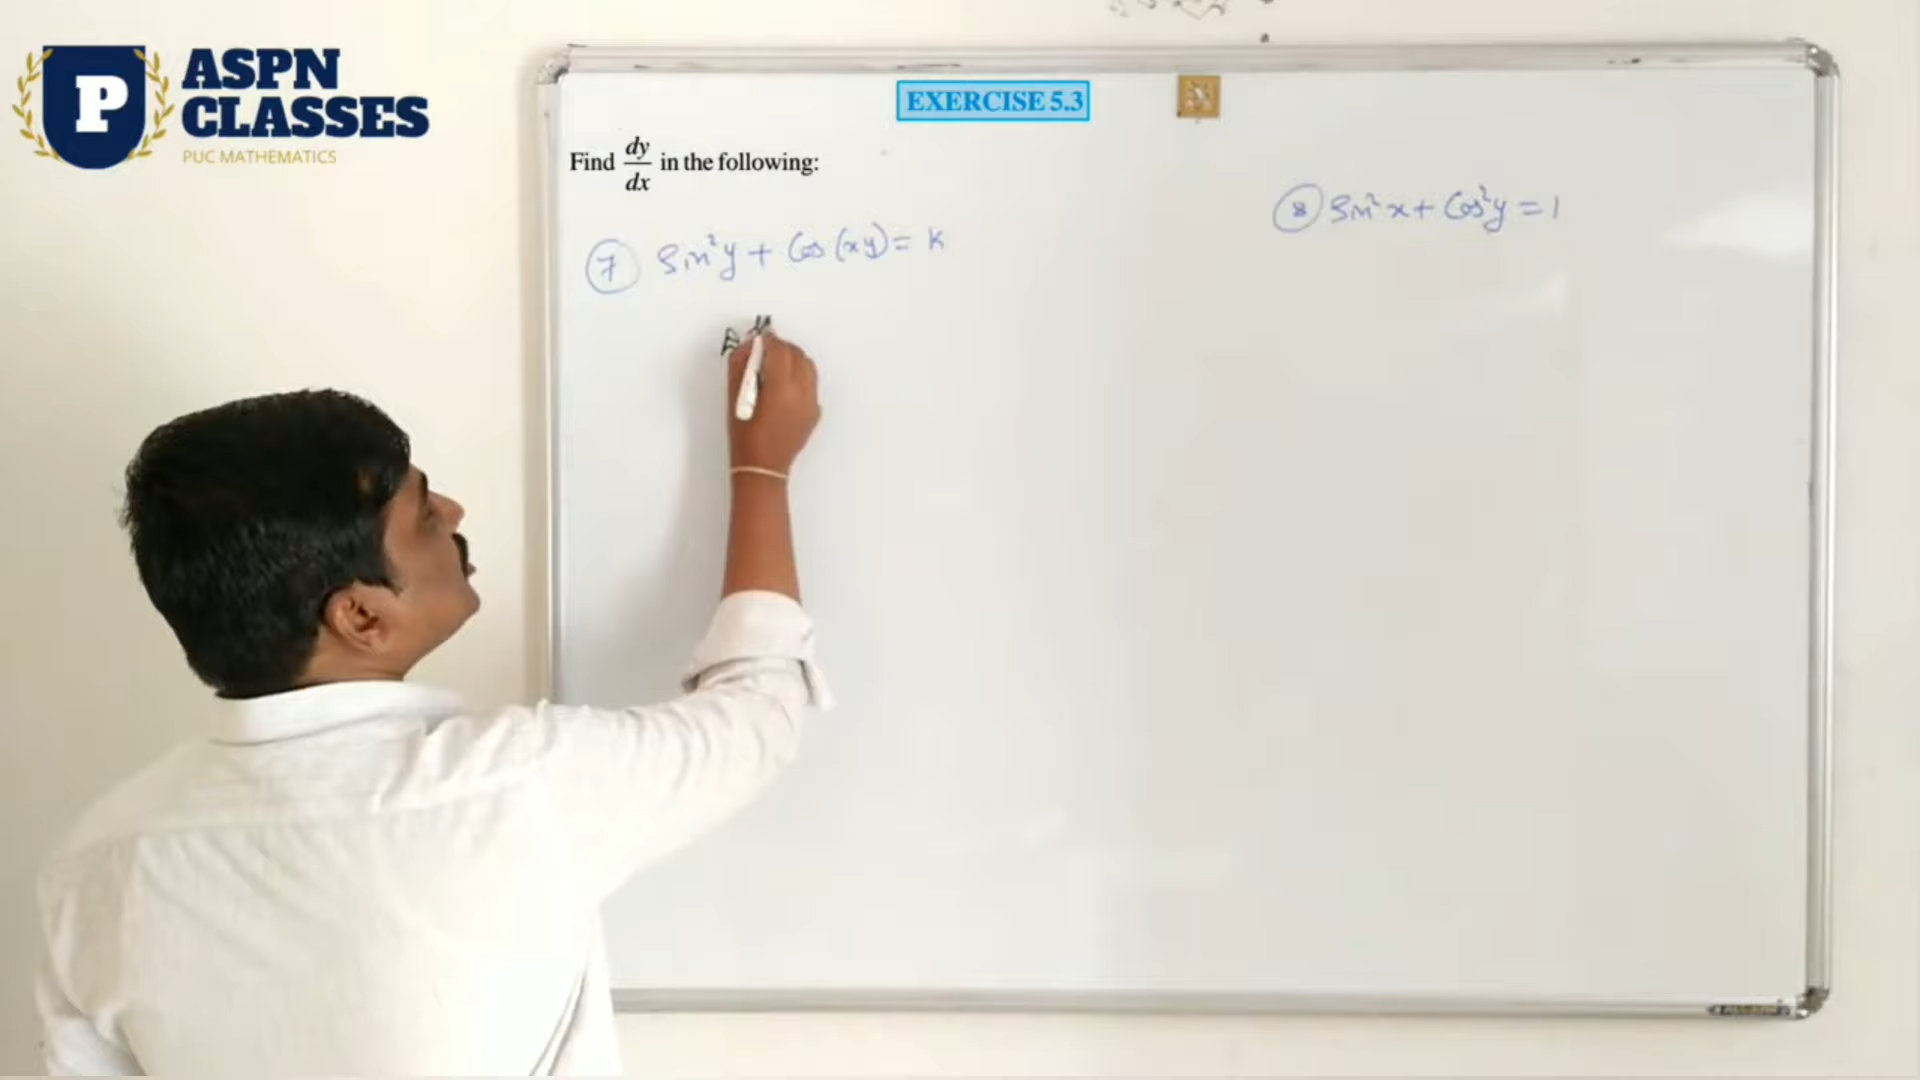 P
ASPN
CLASSES
PUC MATHEMATICS
EXERCISE 5.3
Find dy/dx in the following:
⑦ Sin²y + Cos(xy) = K
⑧ Sin²x + Cos²y = 1